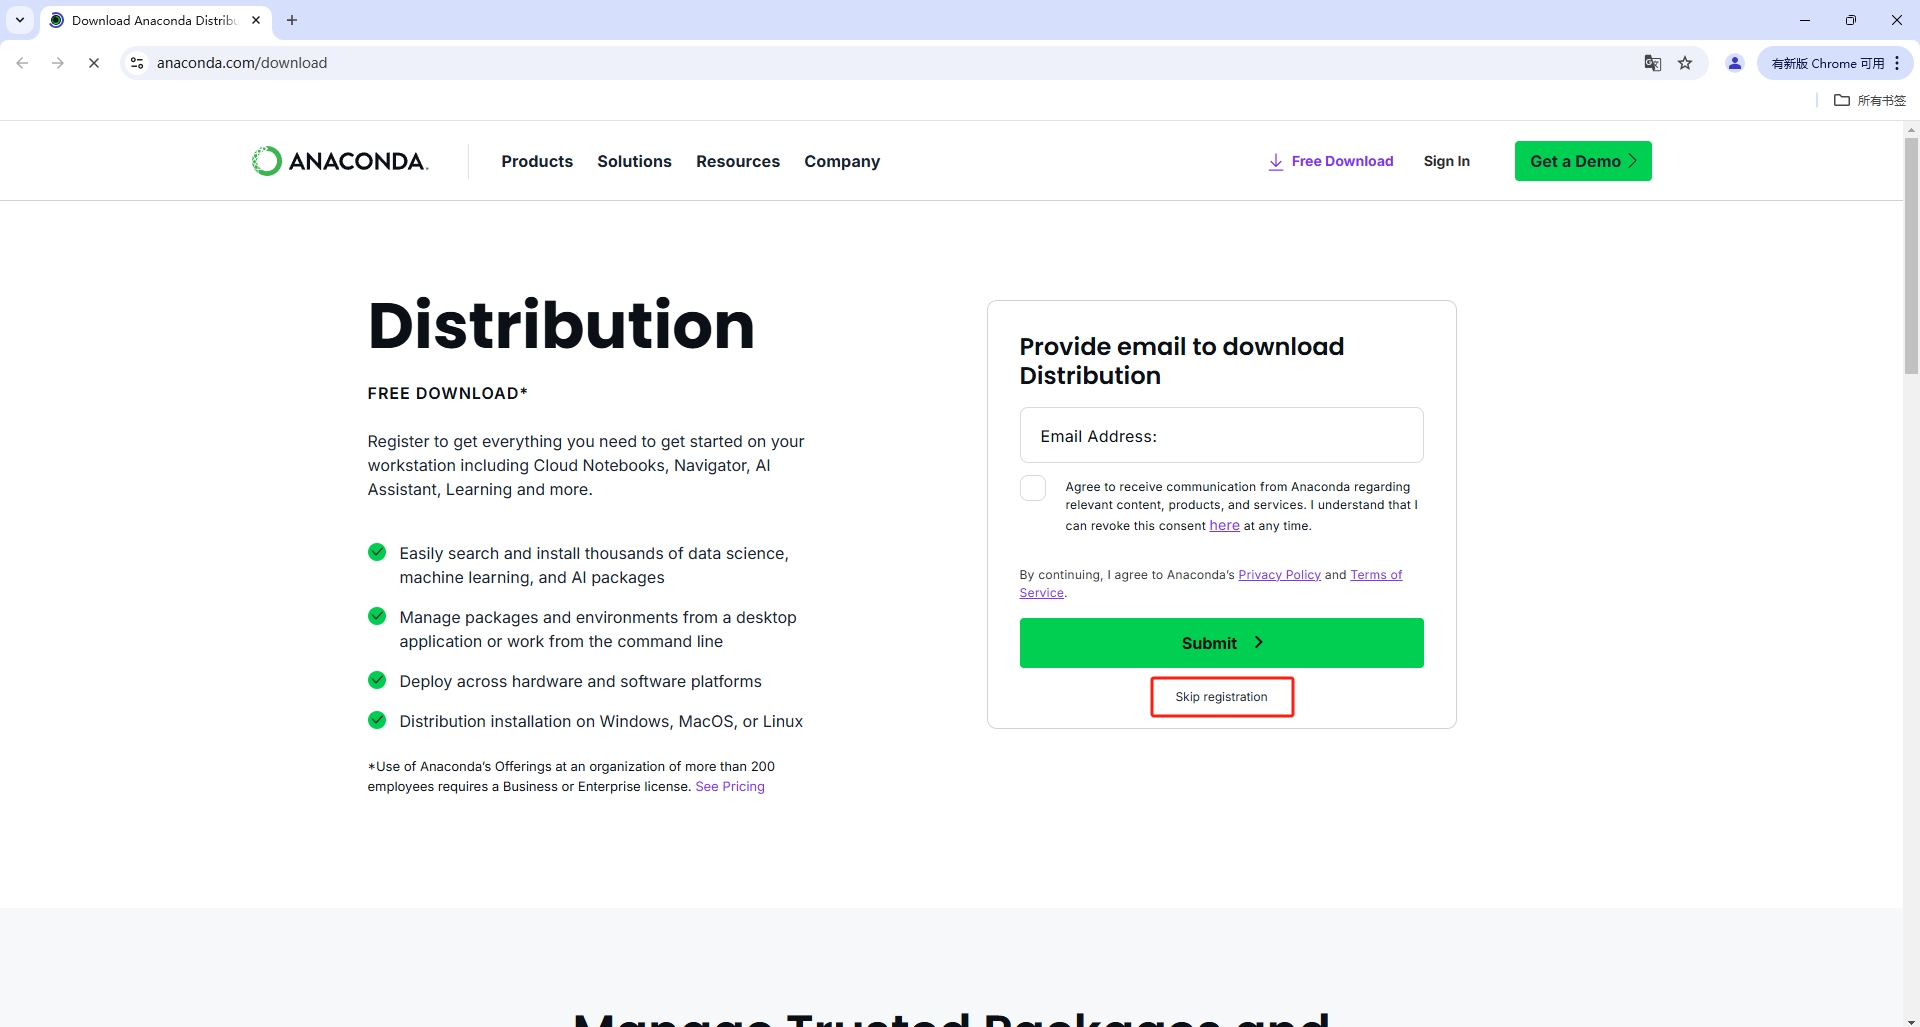 Download Anaconda Distribu
anaconda.com/download
有新版 Chrome 可用
所有书签
ANACONDA.
Products
Solutions
Resources
Company
Free Download
Sign In
Get a Demo
Distribution
FREE DOWNLOAD*
Register to get everything you need to get started on your
workstation including Cloud Notebooks, Navigator, AI
Assistant, Learning and more.
Easily search and install thousands of data science,
machine learning, and AI packages
Manage packages and environments from a desktop
application or work from the command line
Deploy across hardware and software platforms
Distribution installation on Windows, MacOS, or Linux
*Use of Anaconda's Offerings at an organization of more than 200
employees requires a Business or Enterprise license. See Pricing
Provide email to download
Distribution
Email Address:
Agree to receive communication from Anaconda regarding
relevant content, products, and services. I understand that I
can revoke this consent here at any time.
By continuing, I agree to Anaconda's Privacy Policy and Terms of
Service.
Submit
Skip registration
Manage Trusted Packages and